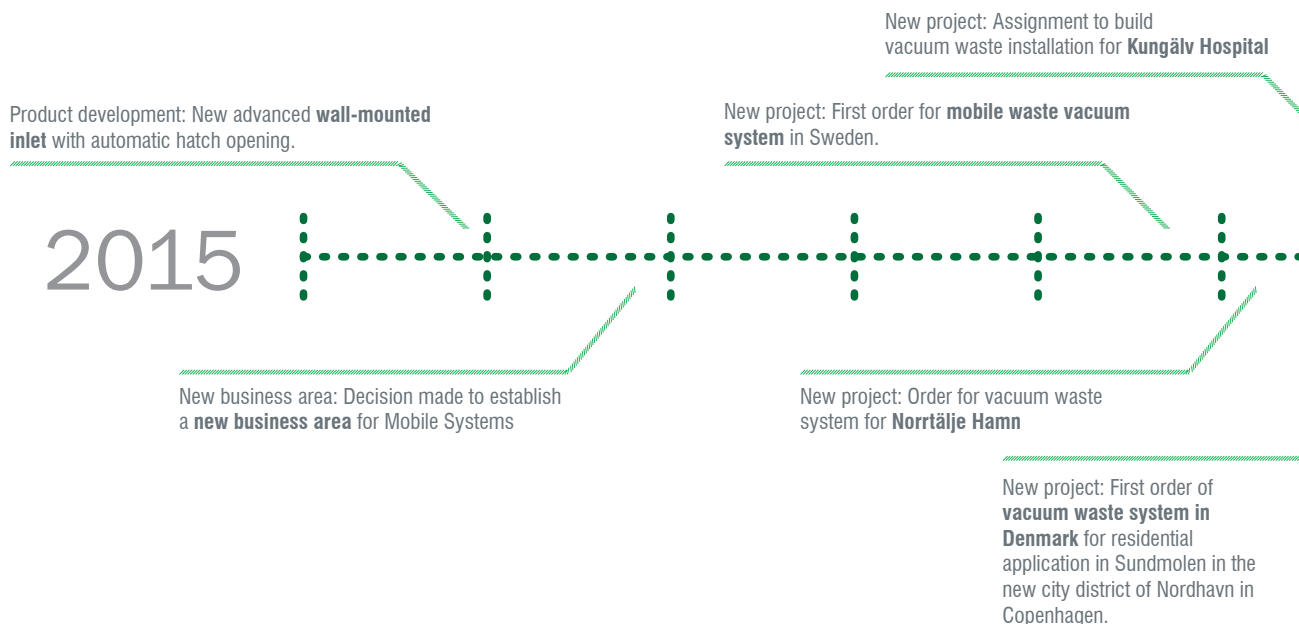 New project: Assignment to build
vacuum waste installation for Kungälv Hospital
Product development: New advanced wall-mounted
inlet with automatic hatch opening.
New project: First order for mobile waste vacuum
system in Sweden.
2015
New business area: Decision made to establish
a new business area for Mobile Systems
New project: Order for vacuum waste
system for Norrtälje Hamn
New project: First order of
vacuum waste system in
Denmark for residential
application in Sundmolen in the
new city district of Nordhavn in
Copenhagen.